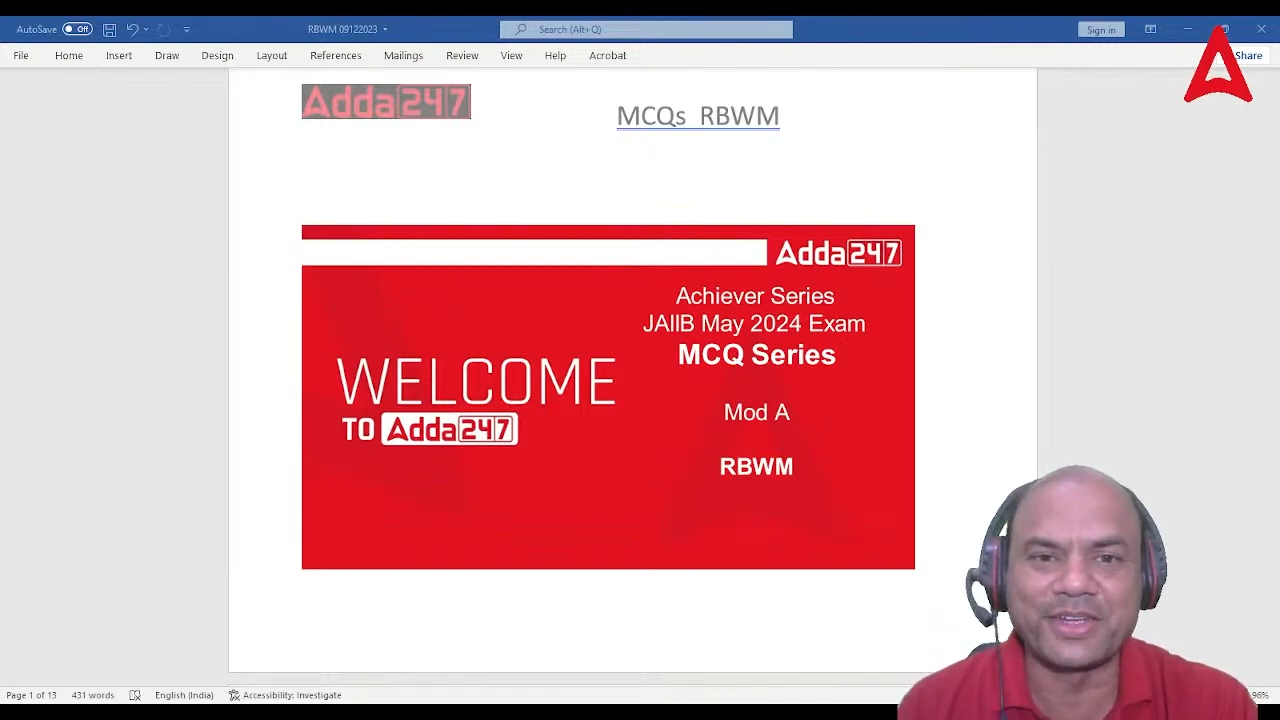 AutoSave Off
RBWM 09122023
Search (Alt+Q)
Sign in
File Home Insert Draw Design Layout References Mailings Review View Help Acrobat
Share
Adda247
MCQs RBWM
Adda247
Achiever Series
JAIIB May 2024 Exam
MCQ Series
WELCOME
TO Adda247
Mod A
RBWM
Page 1 of 13 431 words English (India) Accessibility: Investigate
96%